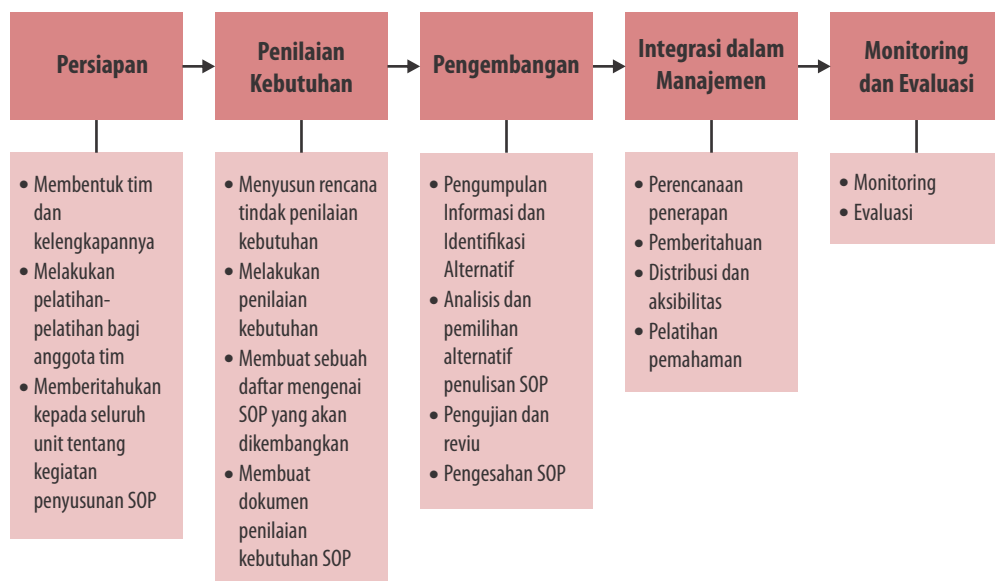 Persiapan
Penilaian
Kebutuhan
Pengembangan
Integrasi dalam
Manajemen
Monitoring
dan Evaluasi
• Membentuk tim
dan
kelengkapannya
• Melakukan
pelatihan-
pelatihan bagi
anggota tim
• Memberitahukan
kepada seluruh
unit tentang
kegiatan
penyusunan SOP
• Menyusun rencana
tindak penilaian
kebutuhan
• Melakukan
penilaian
kebutuhan
• Membuat sebuah
daftar mengenai
SOP yang akan
dikembangkan
• Membuat
dokumen
penilaian
kebutuhan SOP
• Pengumpulan
Informasi dan
Identifikasi
Alternatif
• Analisis dan
pemilihan
alternatif
penulisan SOP
• Pengujian dan
reviu
• Pengesahan SOP
• Perencanaan
penerapan
• Pemberitahuan
• Distribusi dan
aksibilitas
• Pelatihan
pemahaman
• Monitoring
• Evaluasi